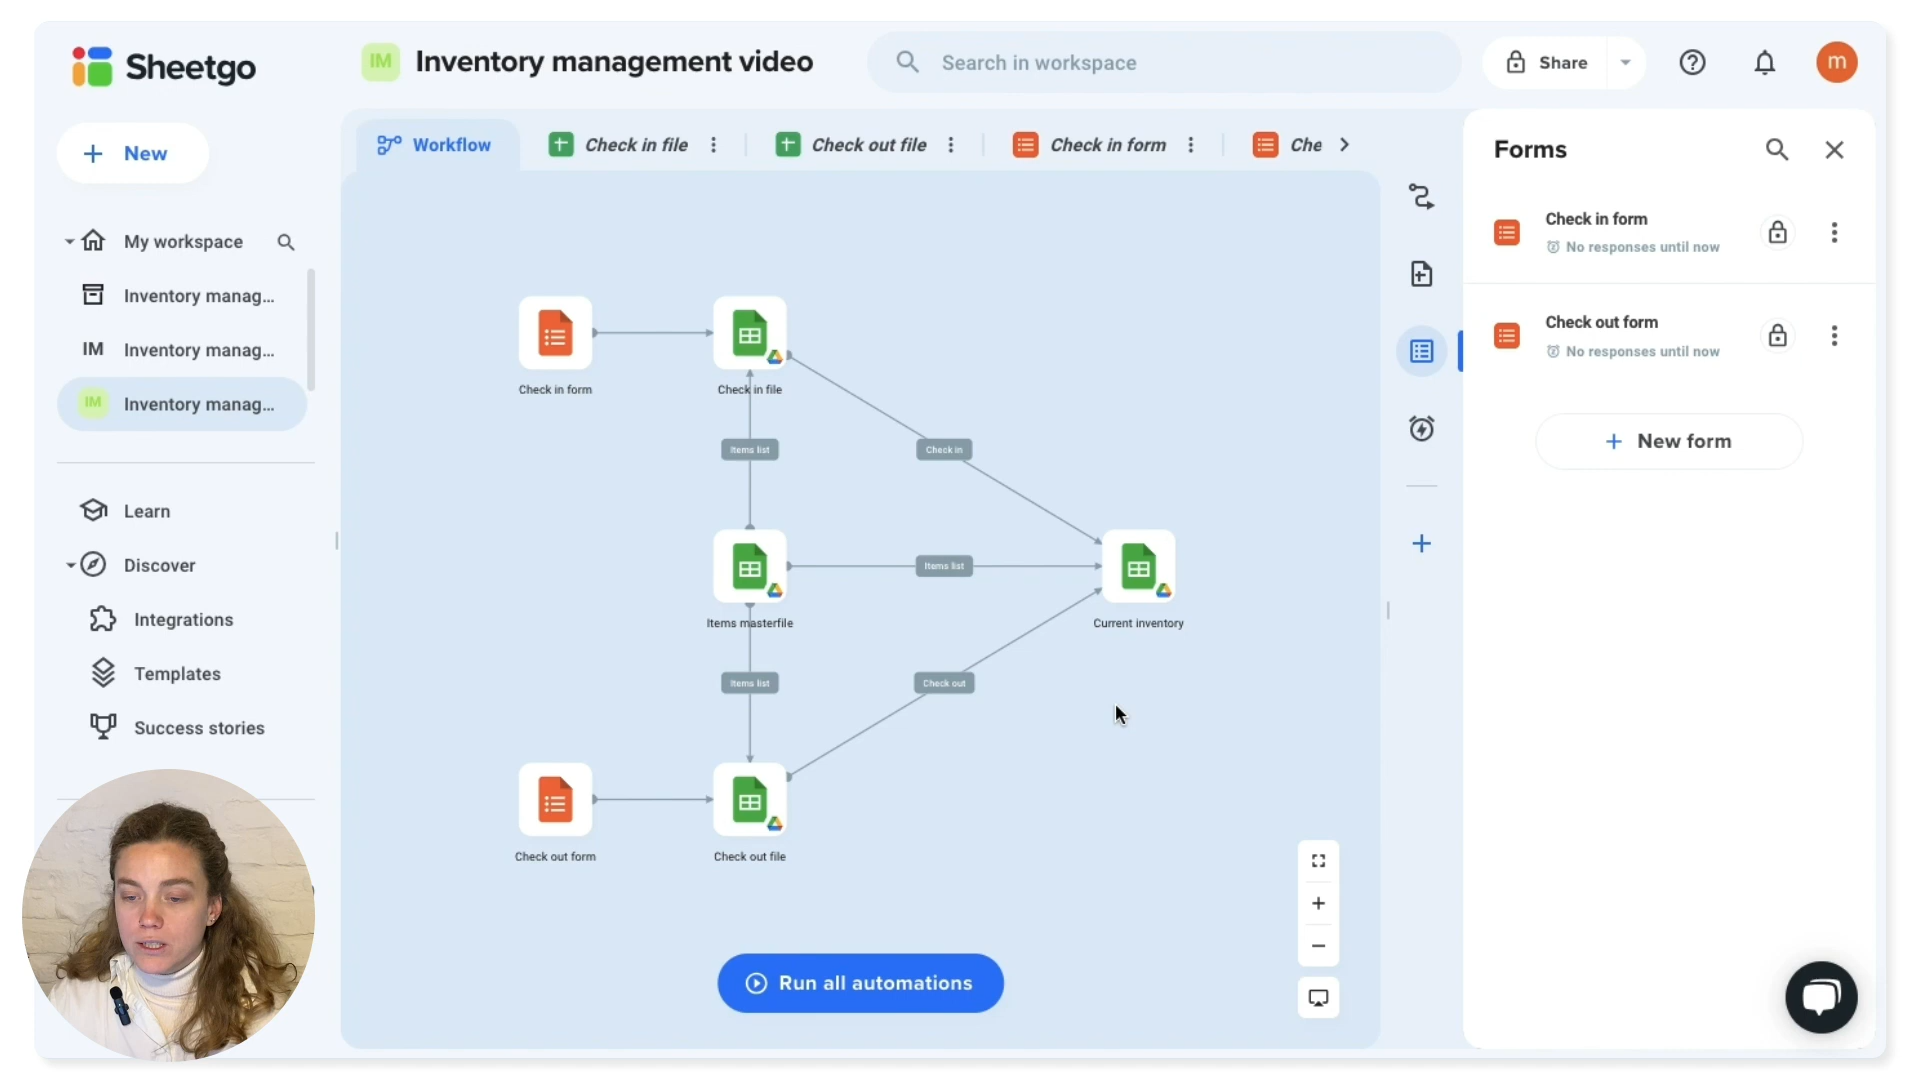 Sheetgo
IM
Inventory management video
Search in workspace
Share
m
New
My workspace
Inventory manag...
IM
Inventory manag...
IM
Inventory manag...
Learn
Discover
Integrations
Templates
Success stories
Workflow
Check in file
Check out file
Check in form
Che
Check in form
Check in file
Items list
Check in
Items masterfile
Items list
Current inventory
Items list
Check out
Check out form
Check out file
Run all automations
Forms
Check in form
No responses until now
Check out form
No responses until now
New form